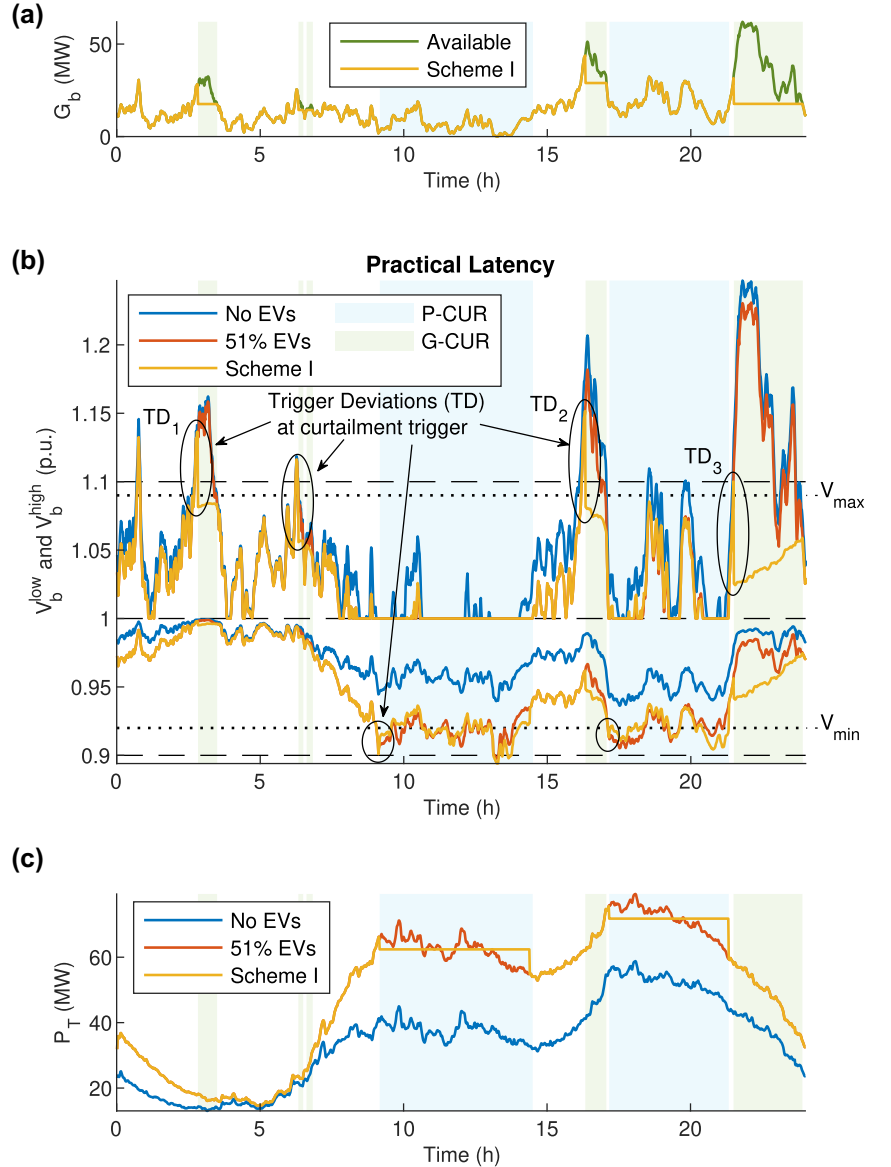 (a)
50
0
G_b (MW)
Available
Scheme I
0 5 10 15 20
Time (h)
(b)
Practical Latency
No EVs
51% EVs
Scheme I
P-CUR
G-CUR
Trigger Deviations (TD)
at curtailment trigger
TD_1
TD_2
TD_3
V_max
V_min
1.2
1.15
1.1
1.05
1
0.95
0.9
V_b^low and V_b^high (p.u.)
0 5 10 15 20
Time (h)
(c)
No EVs
51% EVs
Scheme I
60
40
20
P_T (MW)
0 5 10 15 20
Time (h)